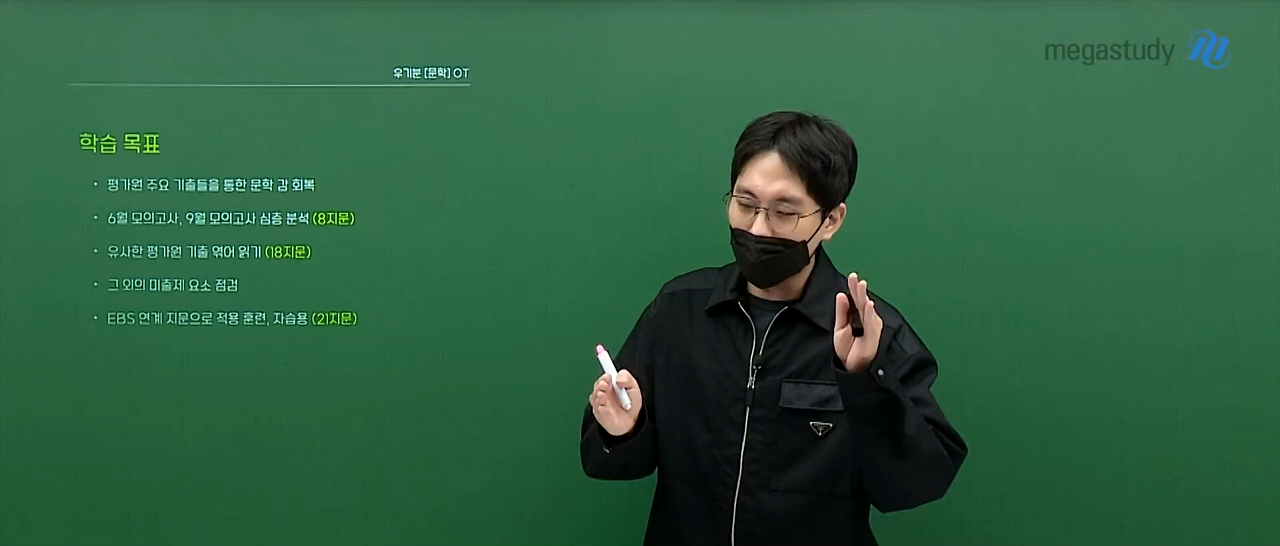 우기분 [문학] OT
megastudy
학습 목표
· 평가원 주요 기출들을 통한 문학 감 회복
· 6월 모의고사, 9월 모의고사 심층 분석 (8지문)
· 유사한 평가원 기출 엮어 읽기 (18지문)
· 그 외의 미출제 요소 점검
· EBS 연계 지문으로 적용 훈련, 자습용 (21지문)